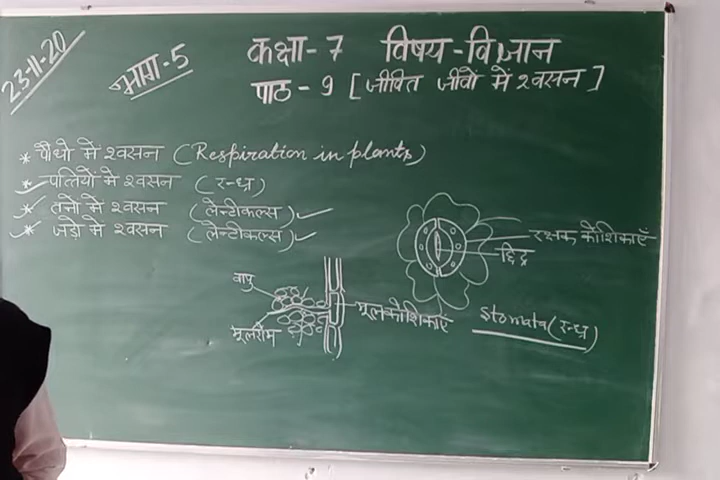 23-11-20
भाग-5
कक्षा-7 विषय-विज्ञान
पाठ-9 [जीवित जीवों में श्वसन]
* पौधो में श्वसन (Respiration in plants)
* पत्तियों में श्वसन (रन्ध्र)
* तनो में श्वसन (लेन्टीकल्स)
* जड़ो में श्वसन (लेन्टीकल्स)
रक्षक कोशिकाएँ
छिद्र
वायु
मूलरोम
मूलकोशिकाएं
Stomata (रन्ध्र)